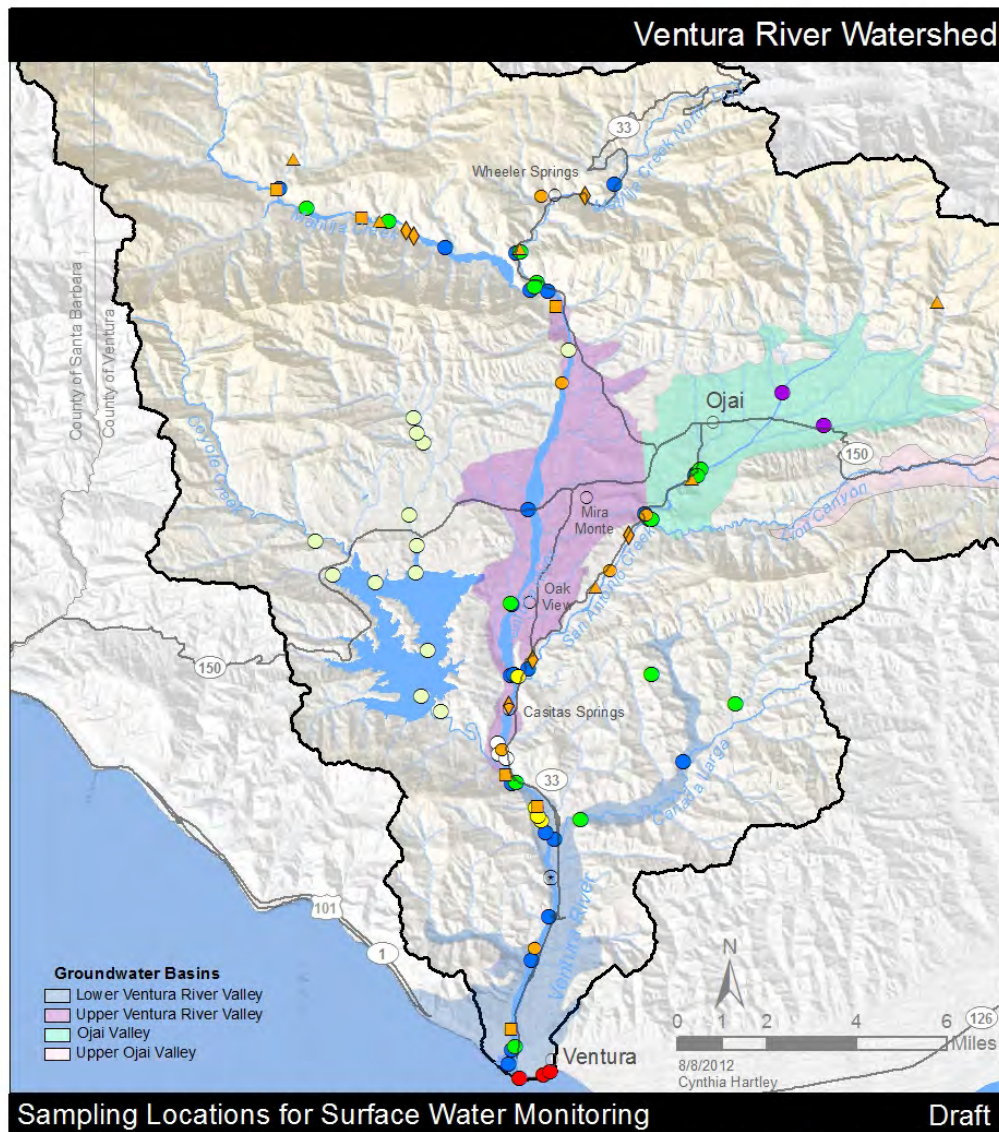 Ventura River Watershed
33
Wheeler Springs
Matilija Creek North Fork
Matilija Creek
County of Santa Barbara
County of Ventura
Ojai
150
Coyote Creek
Mira
Monte
Lion Canyon
San Antonio Creek
Oak
View
150
Casitas Springs
33
Canada Larga
101
1
Ventura River
N
Groundwater Basins
Lower Ventura River Valley
Upper Ventura River Valley
Ojai Valley
Upper Ojai Valley
126
0 2 4 6
Miles
Ventura
8/8/2012
Cynthia Hartley
Sampling Locations for Surface Water Monitoring
Draft